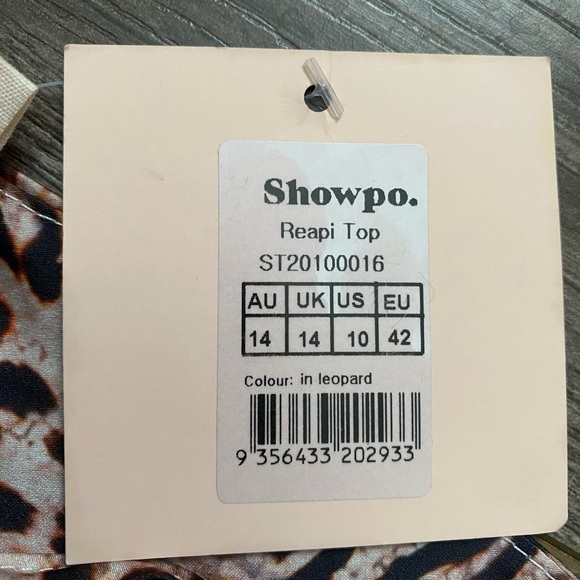 Showpo.
Reapi Top
ST20100016
AU UK US EU
14 14 10 42
Colour: in leopard
9 356433 202933